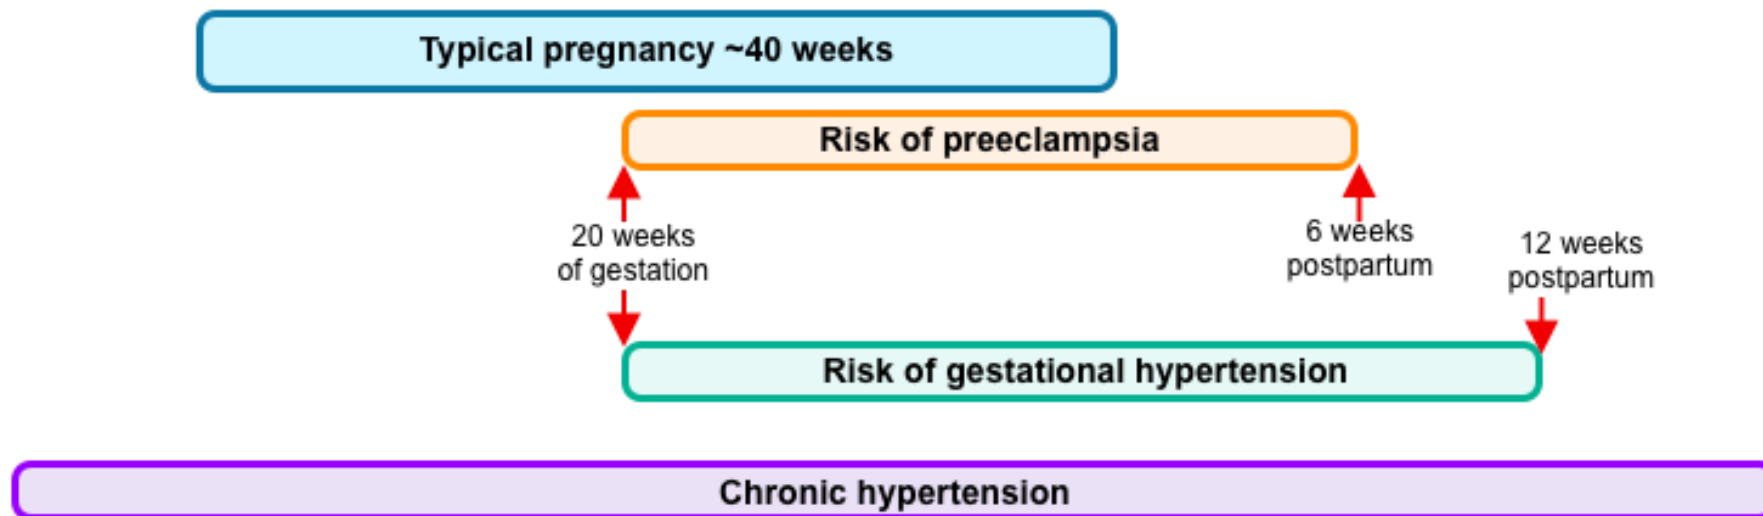 Typical pregnancy ~40 weeks
Risk of preeclampsia
20 weeks
of gestation
6 weeks
postpartum
12 weeks
postpartum
Risk of gestational hypertension
Chronic hypertension